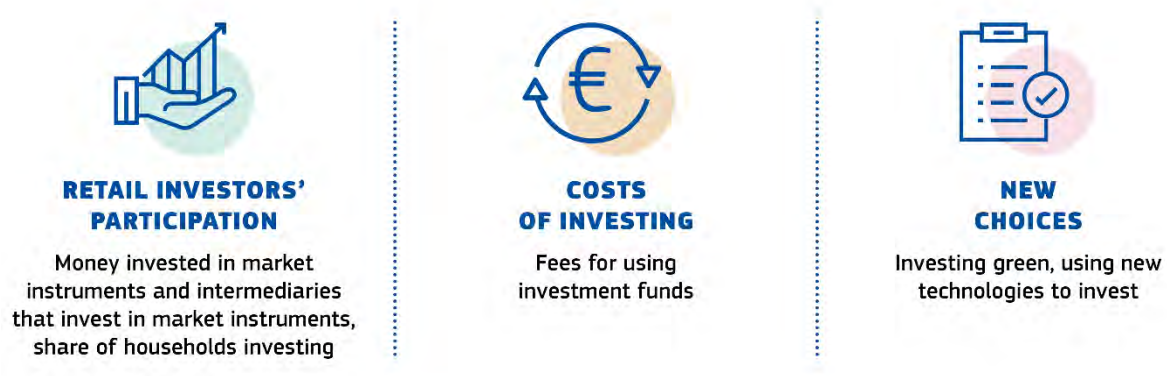 RETAIL INVESTORS’
PARTICIPATION
Money invested in market
instruments and intermediaries
that invest in market instruments,
share of households investing
€
COSTS
OF INVESTING
Fees for using
investment funds
NEW
CHOICES
Investing green, using new
technologies to invest